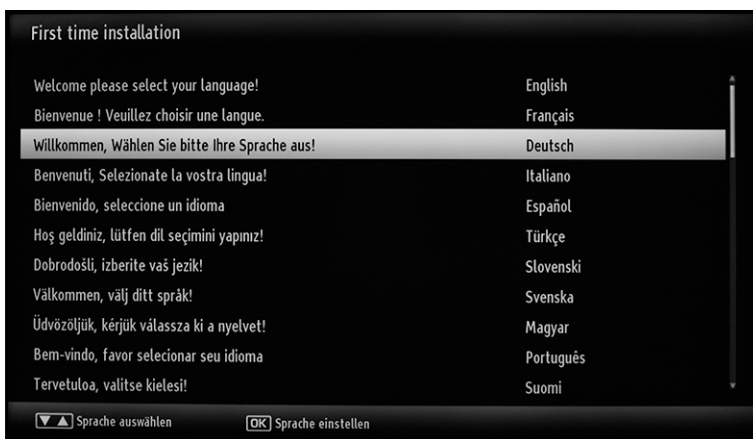 First time installation
Welcome please select your language! English
Bienvenue ! Veuillez choisir une langue. Français
Willkommen, Wählen Sie bitte Ihre Sprache aus! Deutsch
Benvenuti, Selezionate la vostra lingua! Italiano
Bienvenido, seleccione un idioma Español
Hoş geldiniz, lütfen dil seçimini yapınız! Türkçe
Dobrodošli, izberite vaš jezik! Slovenski
Välkommen, välj ditt språk! Svenska
Üdvözöljük, kérjük válassza ki a nyelvet! Magyar
Bem-vindo, favor selecionar seu idioma Português
Tervetuloa, valitse kielesi! Suomi
▼ ▲ Sprache auswählen OK Sprache einstellen